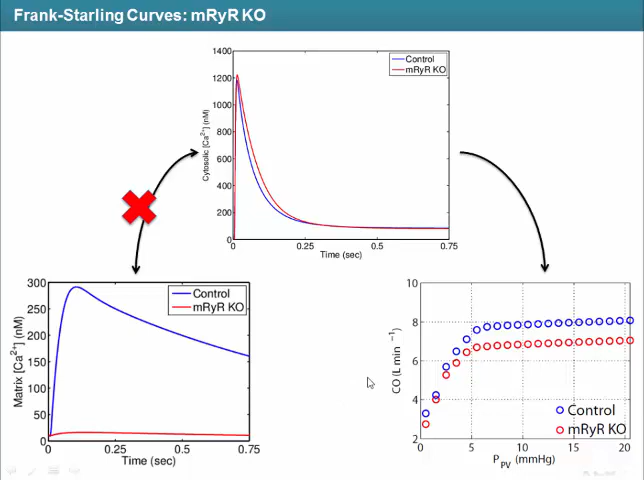 Frank-Starling Curves: mRyR KO
1400
1200
1000
800
600
400
200
0
Cytosolic [Ca²⁺] (nM)
Control
mRyR KO
0
0.25
0.5
0.75
Time (sec)
300
250
200
150
100
50
0
Matrix [Ca²⁺] (nM)
Control
mRyR KO
0
0.25
0.5
0.75
Time (sec)
10
8
6
4
2
CO (L min⁻¹)
Control
mRyR KO
0
5
10
15
20
P_PV (mmHg)